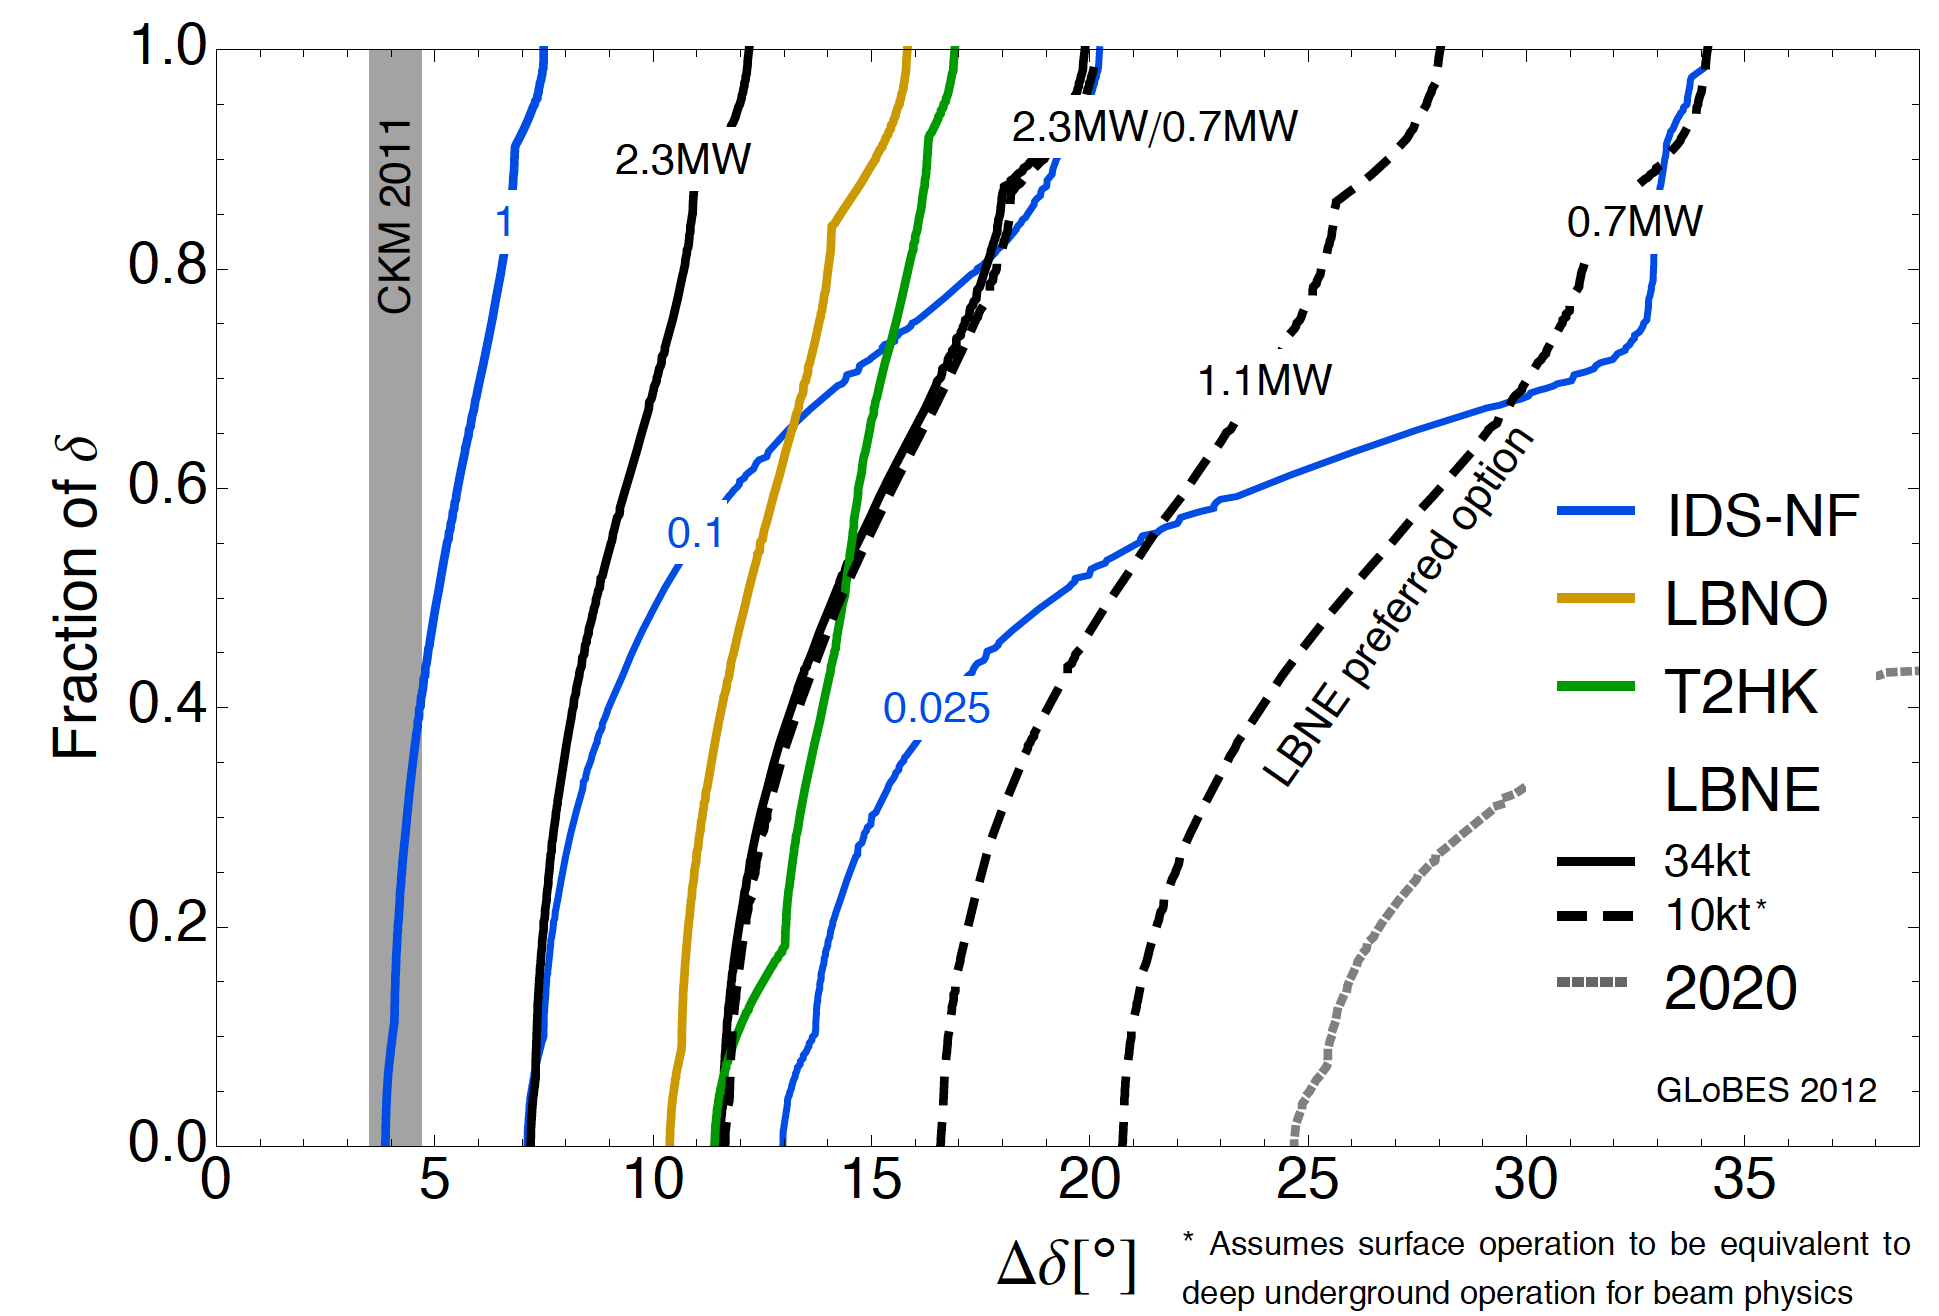 1.0
0.8
0.6
0.4
0.2
0.0
Fraction of δ
0
5
10
15
20
25
30
35
Δδ[°]
CKM 2011
1
2.3MW
2.3MW/0.7MW
0.7MW
1.1MW
0.1
0.025
LBNE preferred option
IDS-NF
LBNO
T2HK
LBNE
34kt
10kt*
2020
GLoBES 2012
* Assumes surface operation to be equivalent to
deep underground operation for beam physics